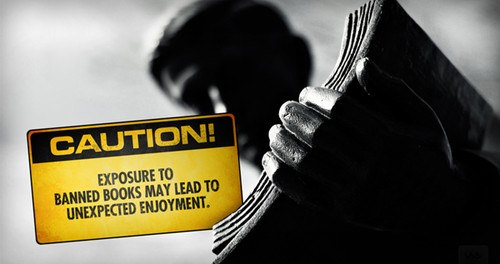 CAUTION!
EXPOSURE TO
BANNED BOOKS MAY LEAD TO
UNEXPECTED ENJOYMENT.